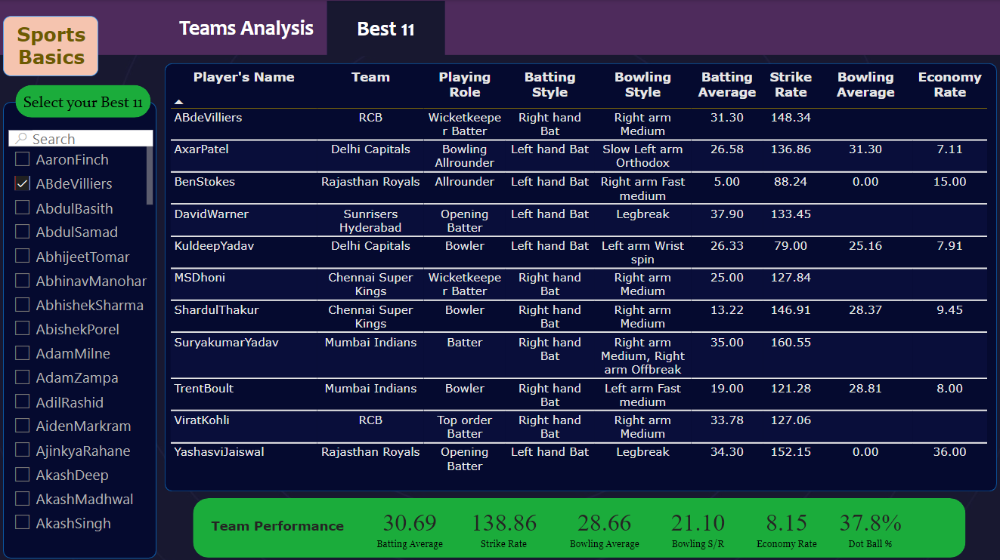 Teams Analysis Best 11
Sports
Basics
Select your Best 11
Search
AaronFinch
ABdeVilliers
AbdulBasith
AbdulSamad
AbhijeetTomar
AbhinavManohar
AbhishekSharma
AbishekPorel
AdamMilne
AdamZampa
AdilRashid
AidenMarkram
AjinkyaRahane
AkashDeep
AkashMadhwal
AkashSingh
Player's Name Team Playing Batting Bowling Batting Strike Bowling Economy
Role Style Style Average Rate Average Rate
ABdeVilliers RCB Wicketkeepe Right hand Right arm 31.30 148.34
r Batter Bat Medium
AxarPatel Delhi Capitals Bowling Left hand Bat Slow Left arm 26.58 136.86 31.30 7.11
Allrounder Orthodox
BenStokes Rajasthan Royals Allrounder Left hand Bat Right arm Fast 5.00 88.24 0.00 15.00
medium
DavidWarner Sunrisers Opening Left hand Bat Legbreak 37.90 133.45
Hyderabad Batter
KuldeepYadav Delhi Capitals Bowler Left hand Bat Left arm Wrist 26.33 79.00 25.16 7.91
spin
MSDhoni Chennai Super Wicketkeepe Right hand Right arm 25.00 127.84
Kings r Batter Bat Medium
ShardulThakur Chennai Super Bowler Right hand Right arm 13.22 146.91 28.37 9.45
Kings Bat Medium
SuryakumarYadav Mumbai Indians Batter Right hand Right arm 35.00 160.55
Bat Medium, Right
arm Offbreak
TrentBoult Mumbai Indians Bowler Right hand Left arm Fast 19.00 121.28 28.81 8.00
Bat medium
ViratKohli RCB Top order Right hand Right arm 33.78 127.06
Batter Bat Medium
YashasviJaiswal Rajasthan Royals Opening Left hand Bat Legbreak 34.30 152.15 0.00 36.00
Batter
Team Performance 30.69 138.86 28.66 21.10 8.15 37.8%
Batting Average Strike Rate Bowling Average Bowling S/R Economy Rate Dot Ball %